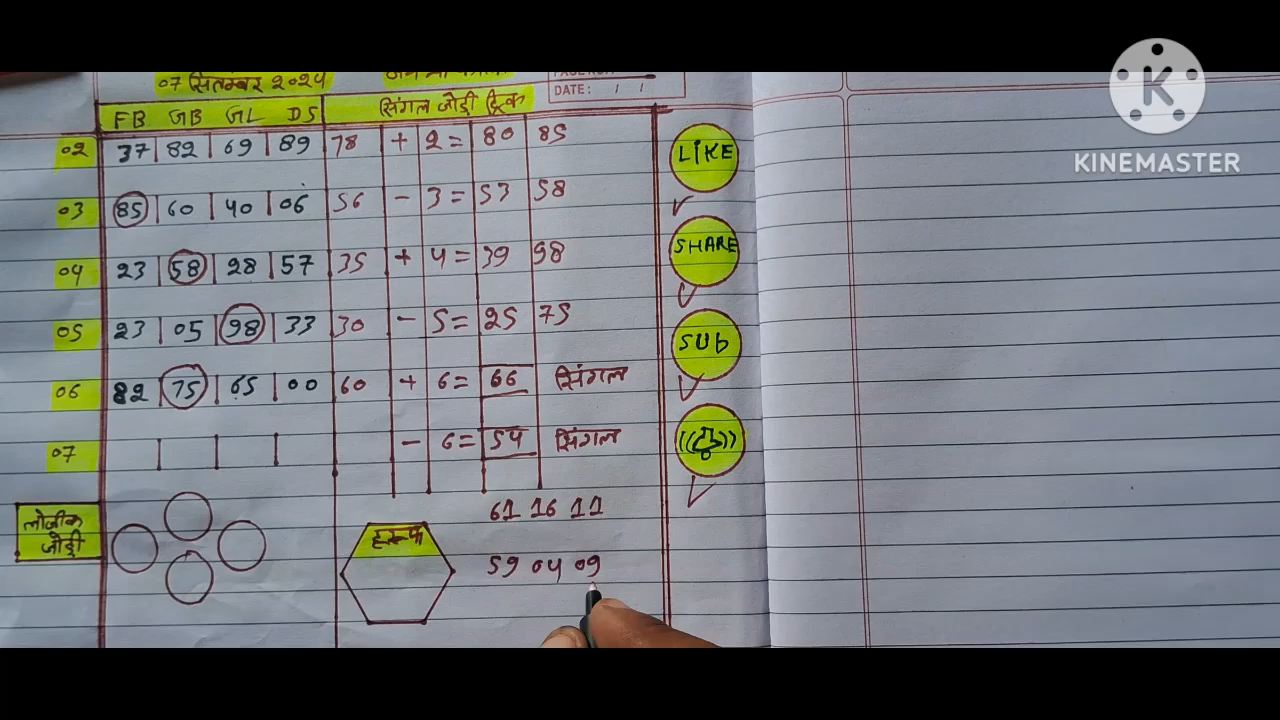 07 सितम्बर 2024
DATE: / /
FB GB GL DS सिंगल जोड़ी ट्रिक
02 37 82 69 89 78 + 2 = 80 85
03 85 60 40 06 56 - 3 = 53 58
04 23 58 28 57 35 + 4 = 39 98
05 23 05 98 33 30 - 5 = 25 75
06 82 75 65 00 60 + 6 = 66 सिंगल
07 - 6 = 54 सिंगल
61 16 11
लोजीक
जोड़ी
हरूफ
59 04 09
LIKE
SHARE
SUB
K
KINEMASTER